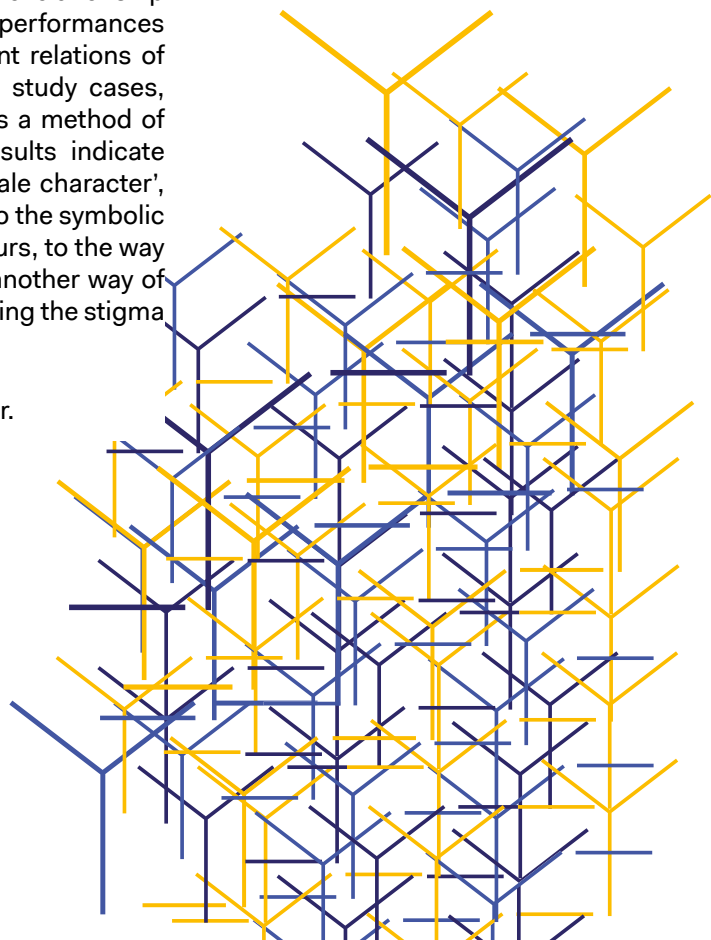 performances
nt relations of
study cases,
s a method of
sults indicate
ale character',
o the symbolic
urs, to the way
another way of
ing the stigma
r.